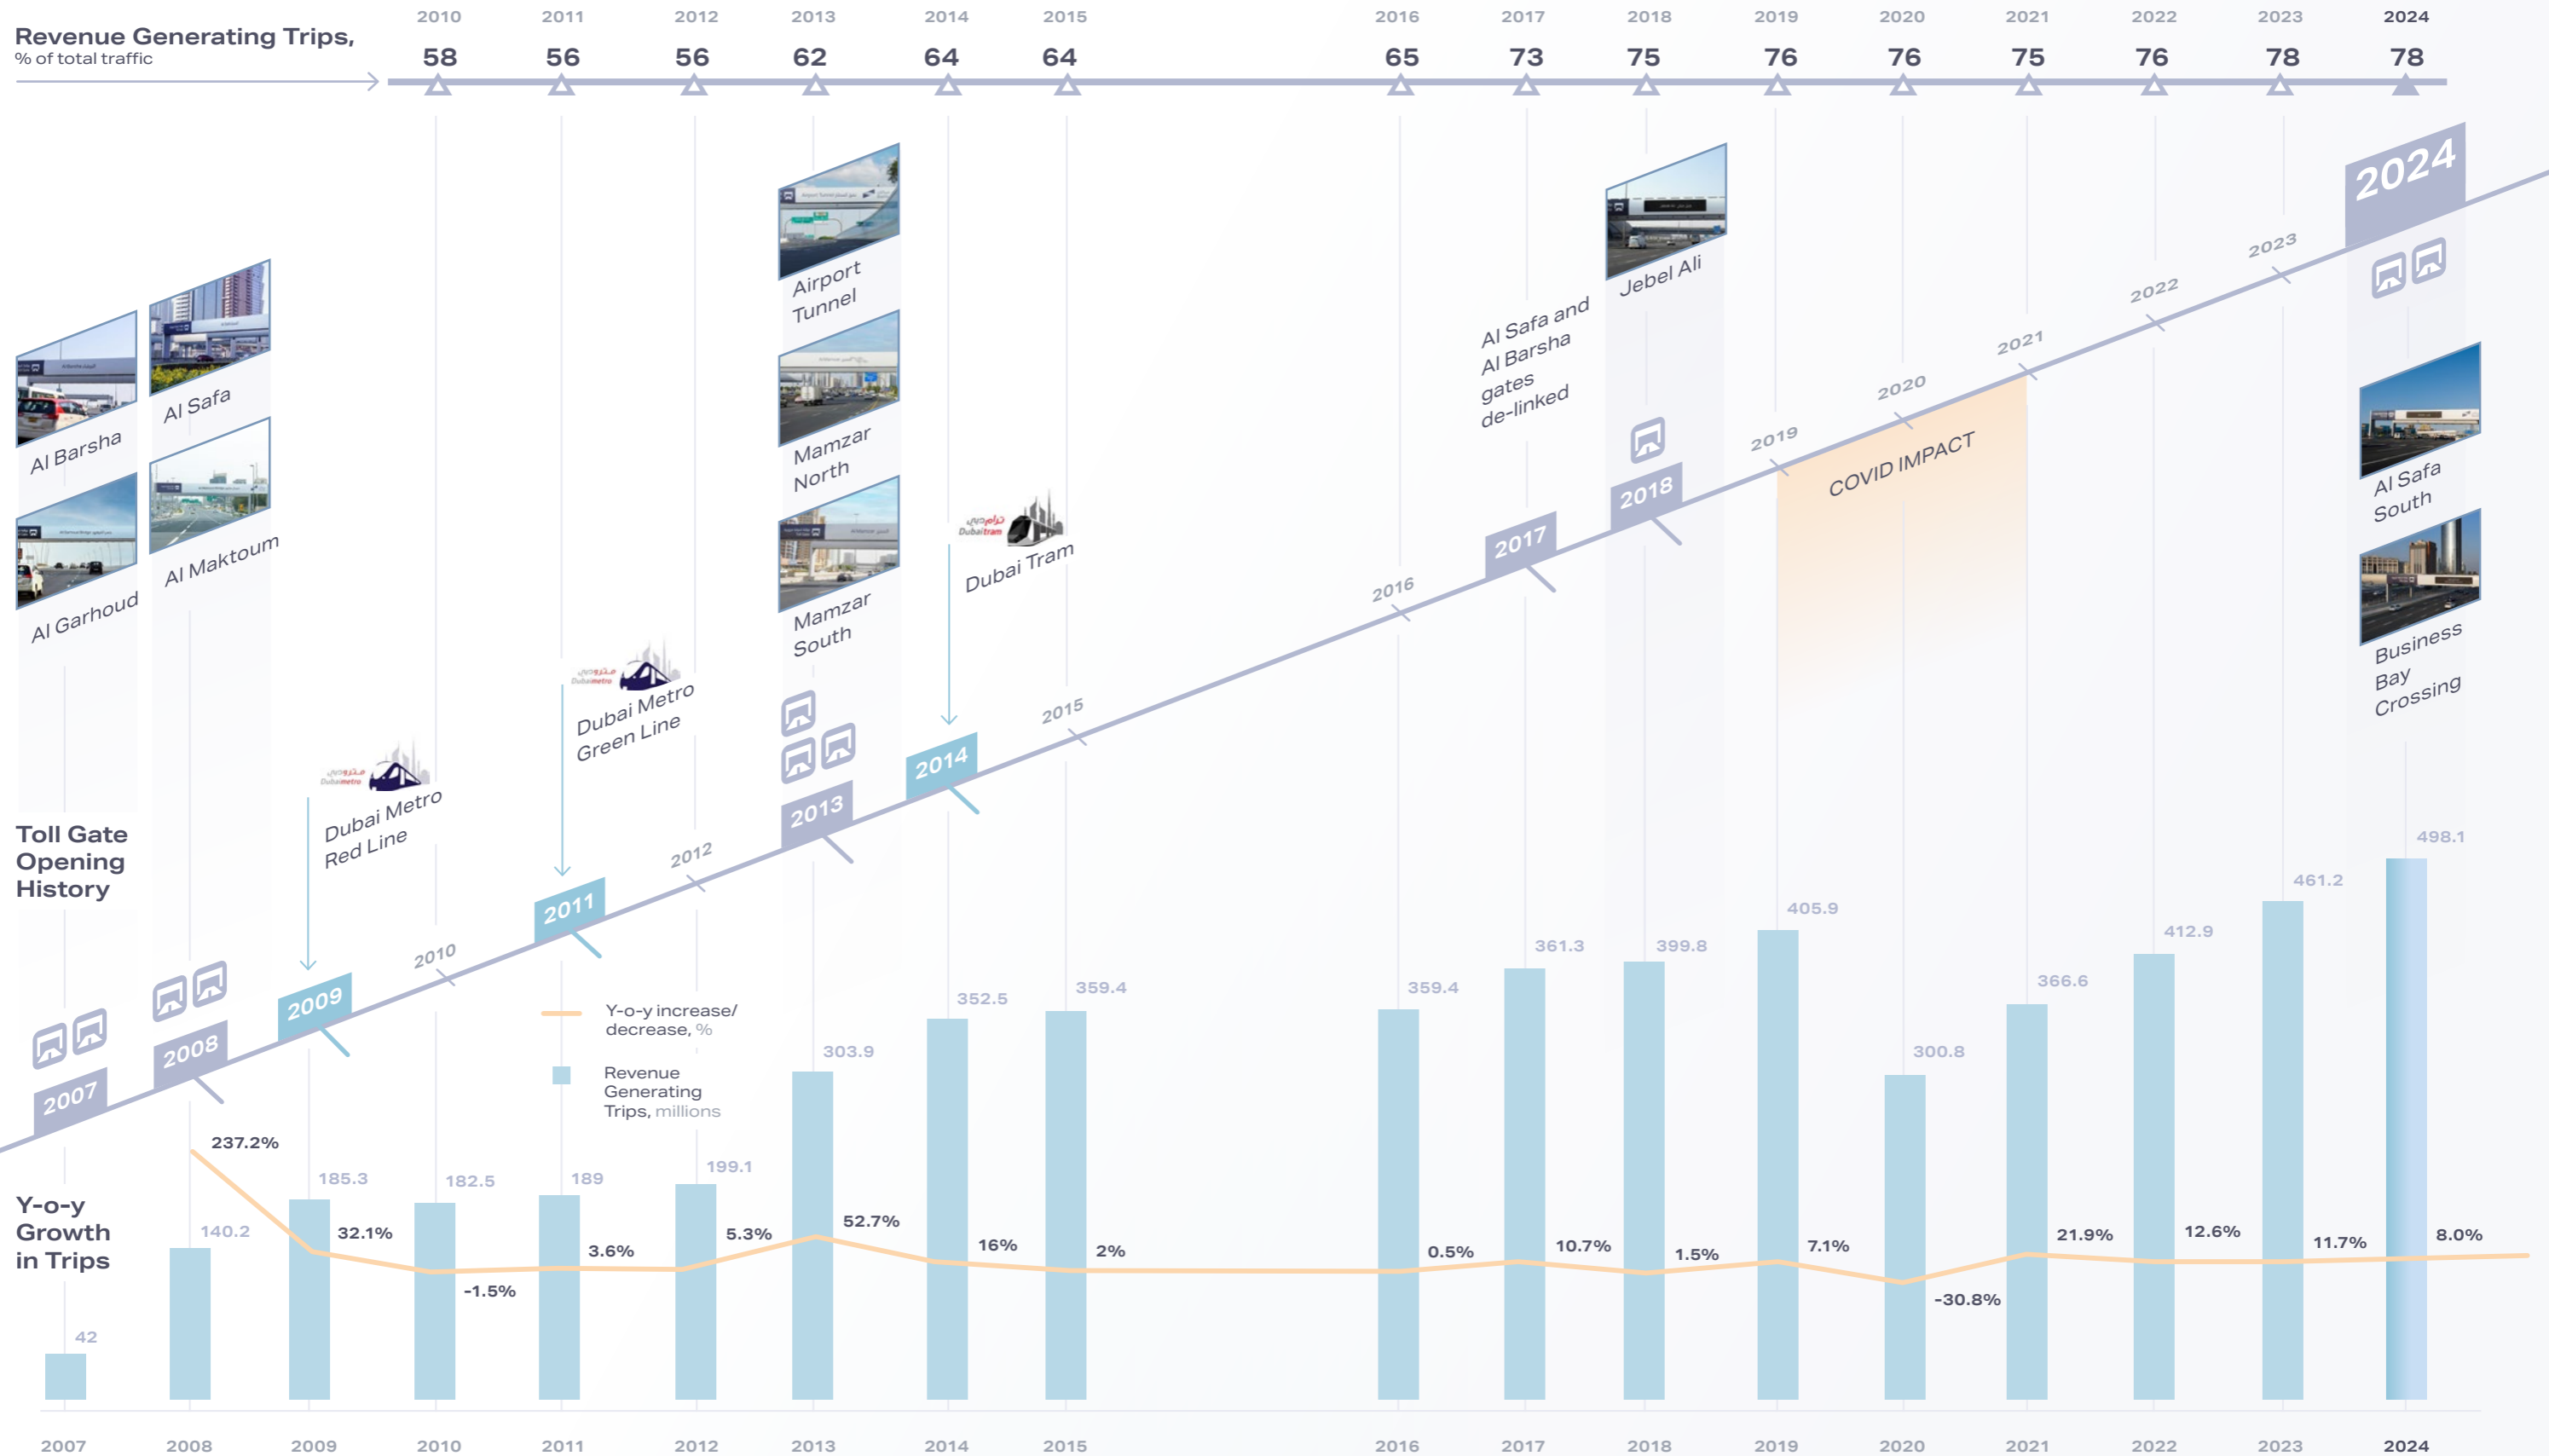 2010 2011 2012 2013 2014 2015 2016 2017 2018 2019 2020 2021 2022 2023 2024
Revenue Generating Trips,
% of total traffic
58 56 56 62 64 64 65 73 75 76 76 75 76 78 78
Al Barsha
Al Garhoud
Al Safa
Al Maktoum
Dubai Metro
Red Line
Dubai Metro
Green Line
Airport
Tunnel
Mamzar
North
Mamzar
South
ترام دبي
Dubai tram
Dubai Tram
Al Safa and
Al Barsha
gates
de-linked
Jebel Ali
COVID IMPACT
Al Safa
South
Business
Bay
Crossing
Toll Gate
Opening
History
2007
2008
2009
2010
2011
2012
2013
2014
2015
2016
2017
2018
2019
2020
2021
2022
2023
2024
Y-o-y increase/
decrease, %
Revenue
Generating
Trips, millions
Y-o-y
Growth
in Trips
42
140.2
185.3
182.5
189
199.1
303.9
352.5
359.4
359.4
361.3
399.8
405.9
300.8
366.6
412.9
461.2
498.1
237.2%
32.1%
-1.5%
3.6%
5.3%
52.7%
16%
2%
0.5%
10.7%
1.5%
7.1%
-30.8%
21.9%
12.6%
11.7%
8.0%
2007 2008 2009 2010 2011 2012 2013 2014 2015 2016 2017 2018 2019 2020 2021 2022 2023 2024